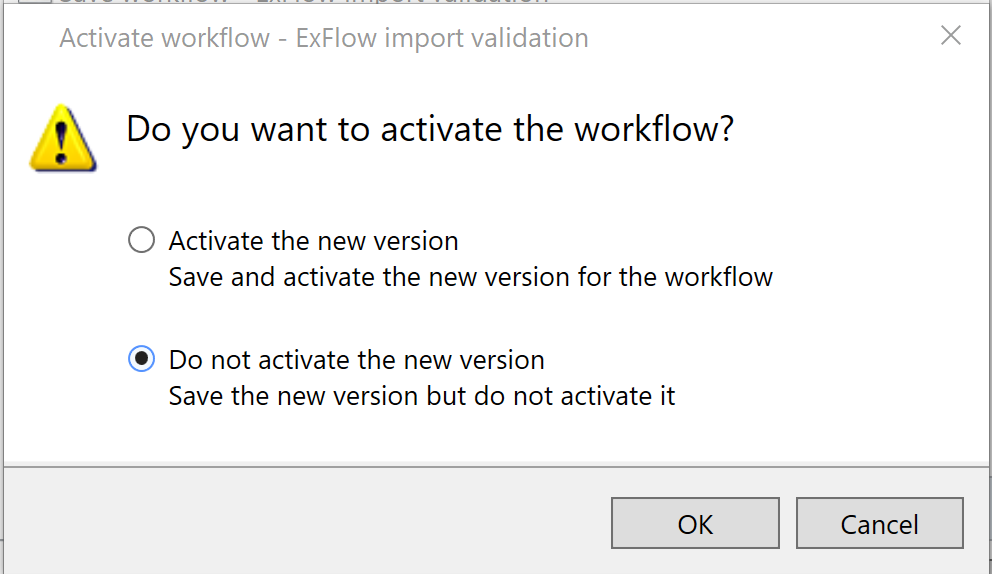 Activate workflow - ExFlow import validation
Do you want to activate the workflow?
Activate the new version
Save and activate the new version for the workflow
Do not activate the new version
Save the new version but do not activate it
OK
Cancel